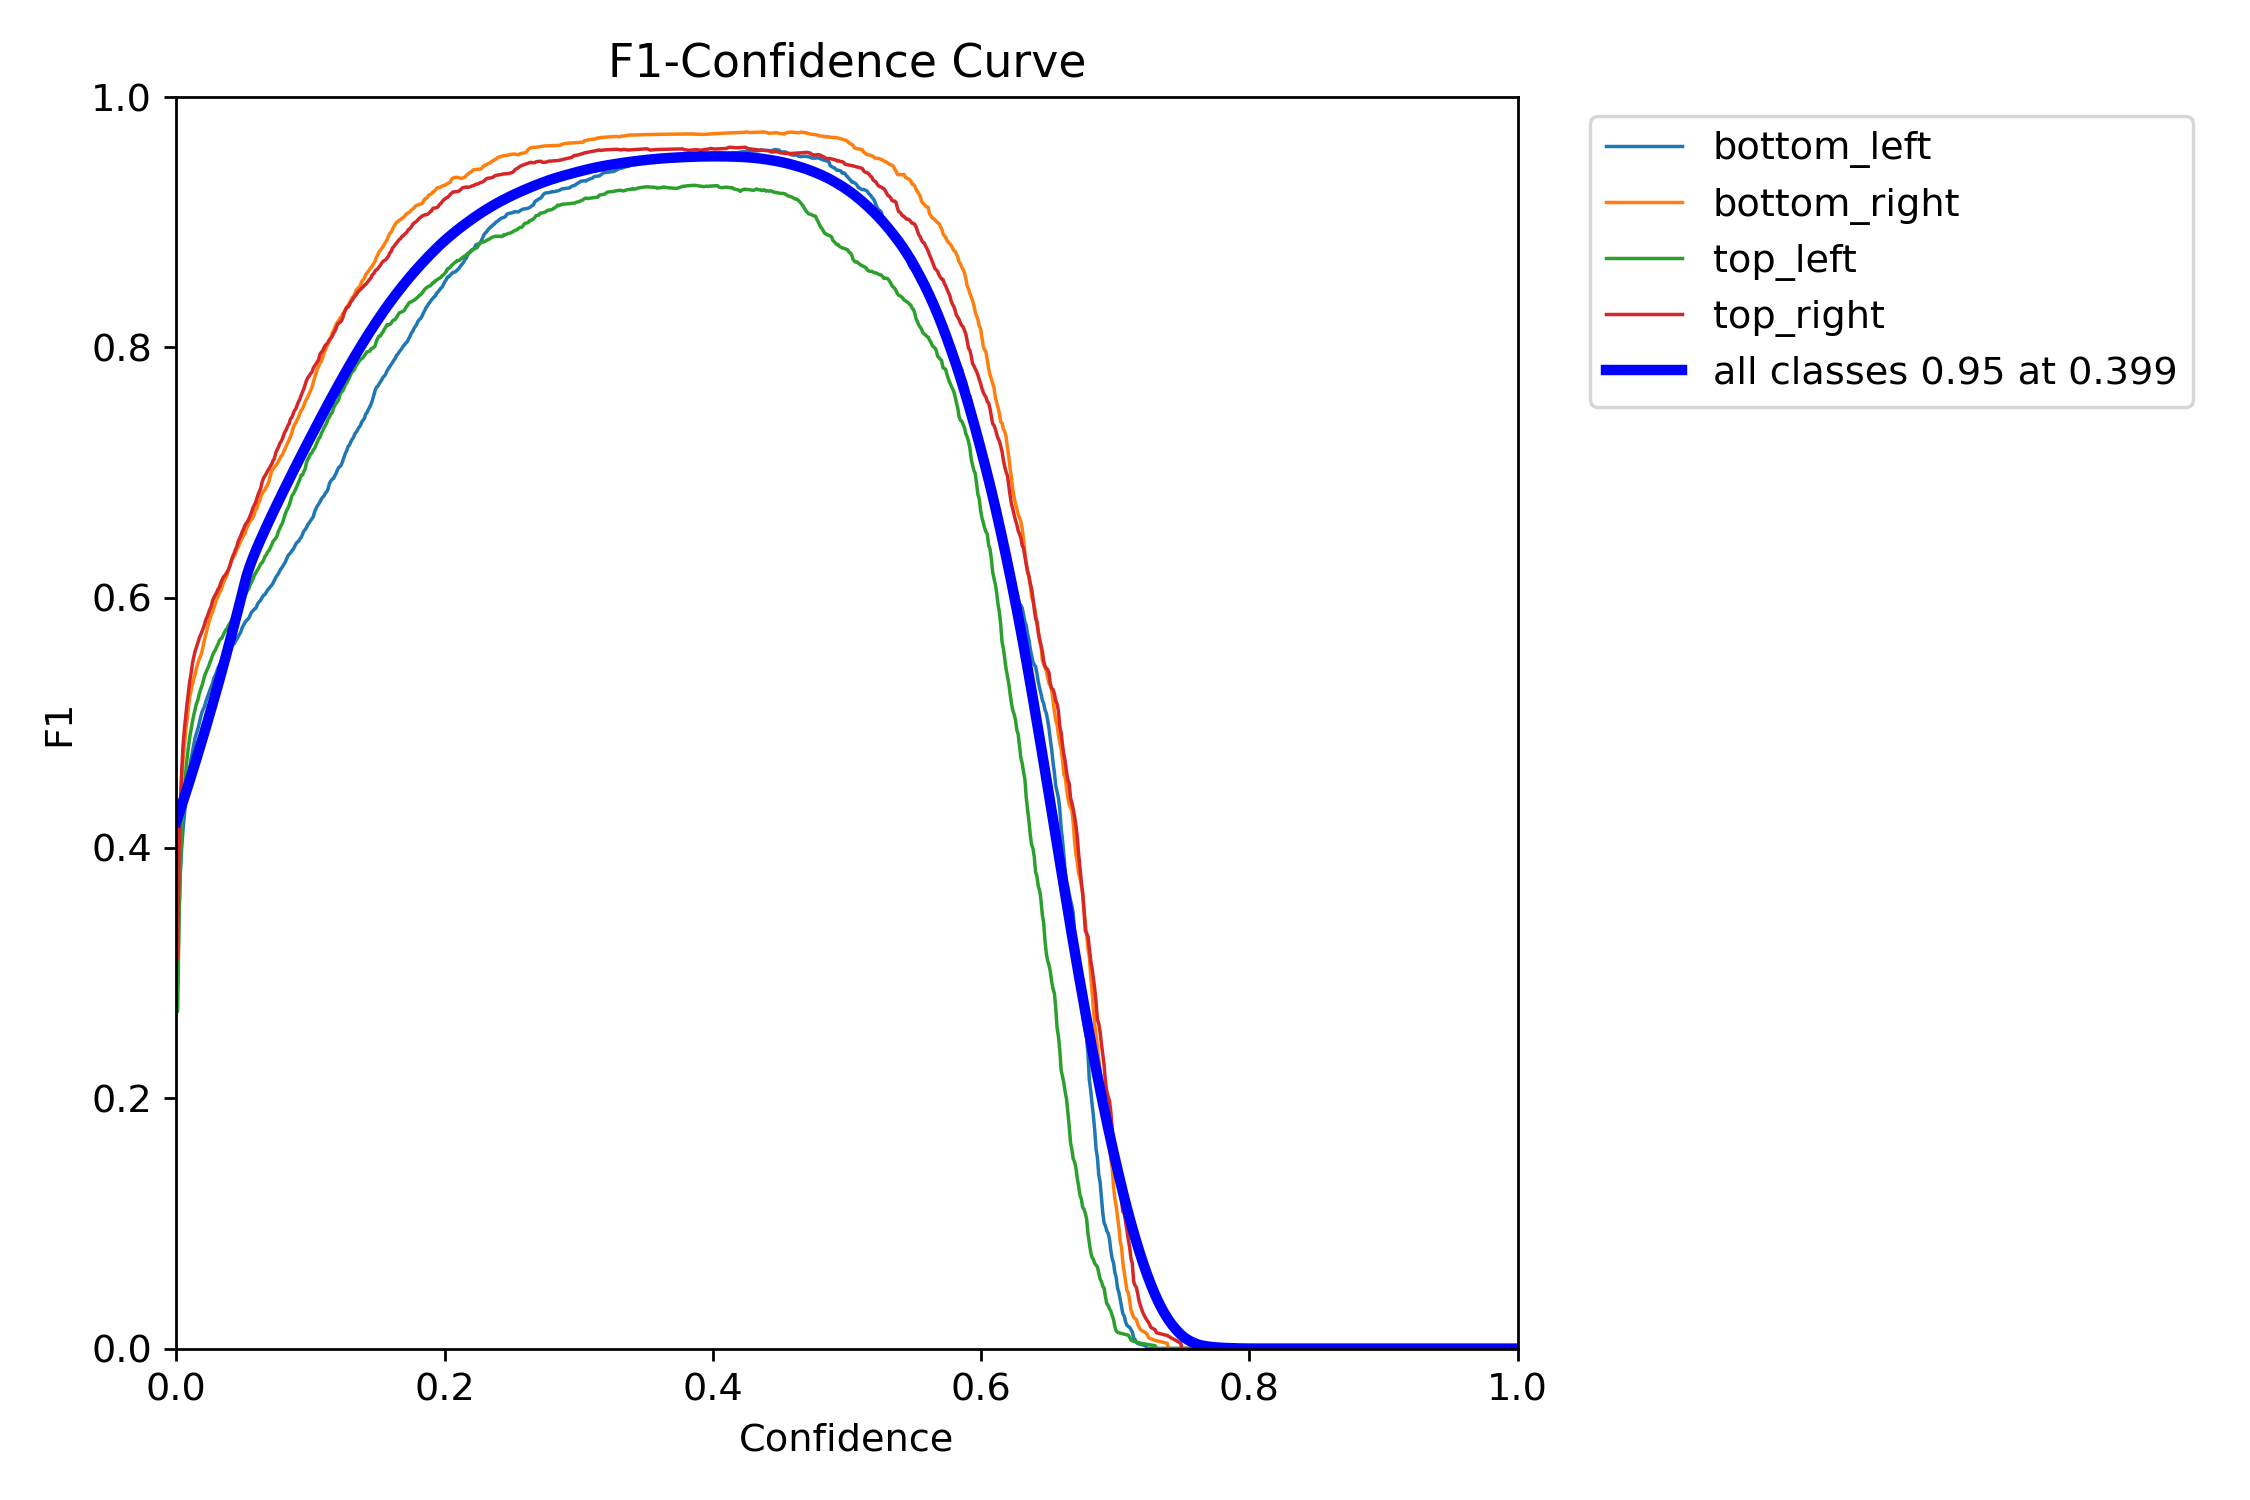 F1-Confidence Curve
1.0
0.8
0.6
0.4
0.2
0.0
F1
0.0 0.2 0.4 0.6 0.8 1.0
Confidence
bottom_left
bottom_right
top_left
top_right
all classes 0.95 at 0.399